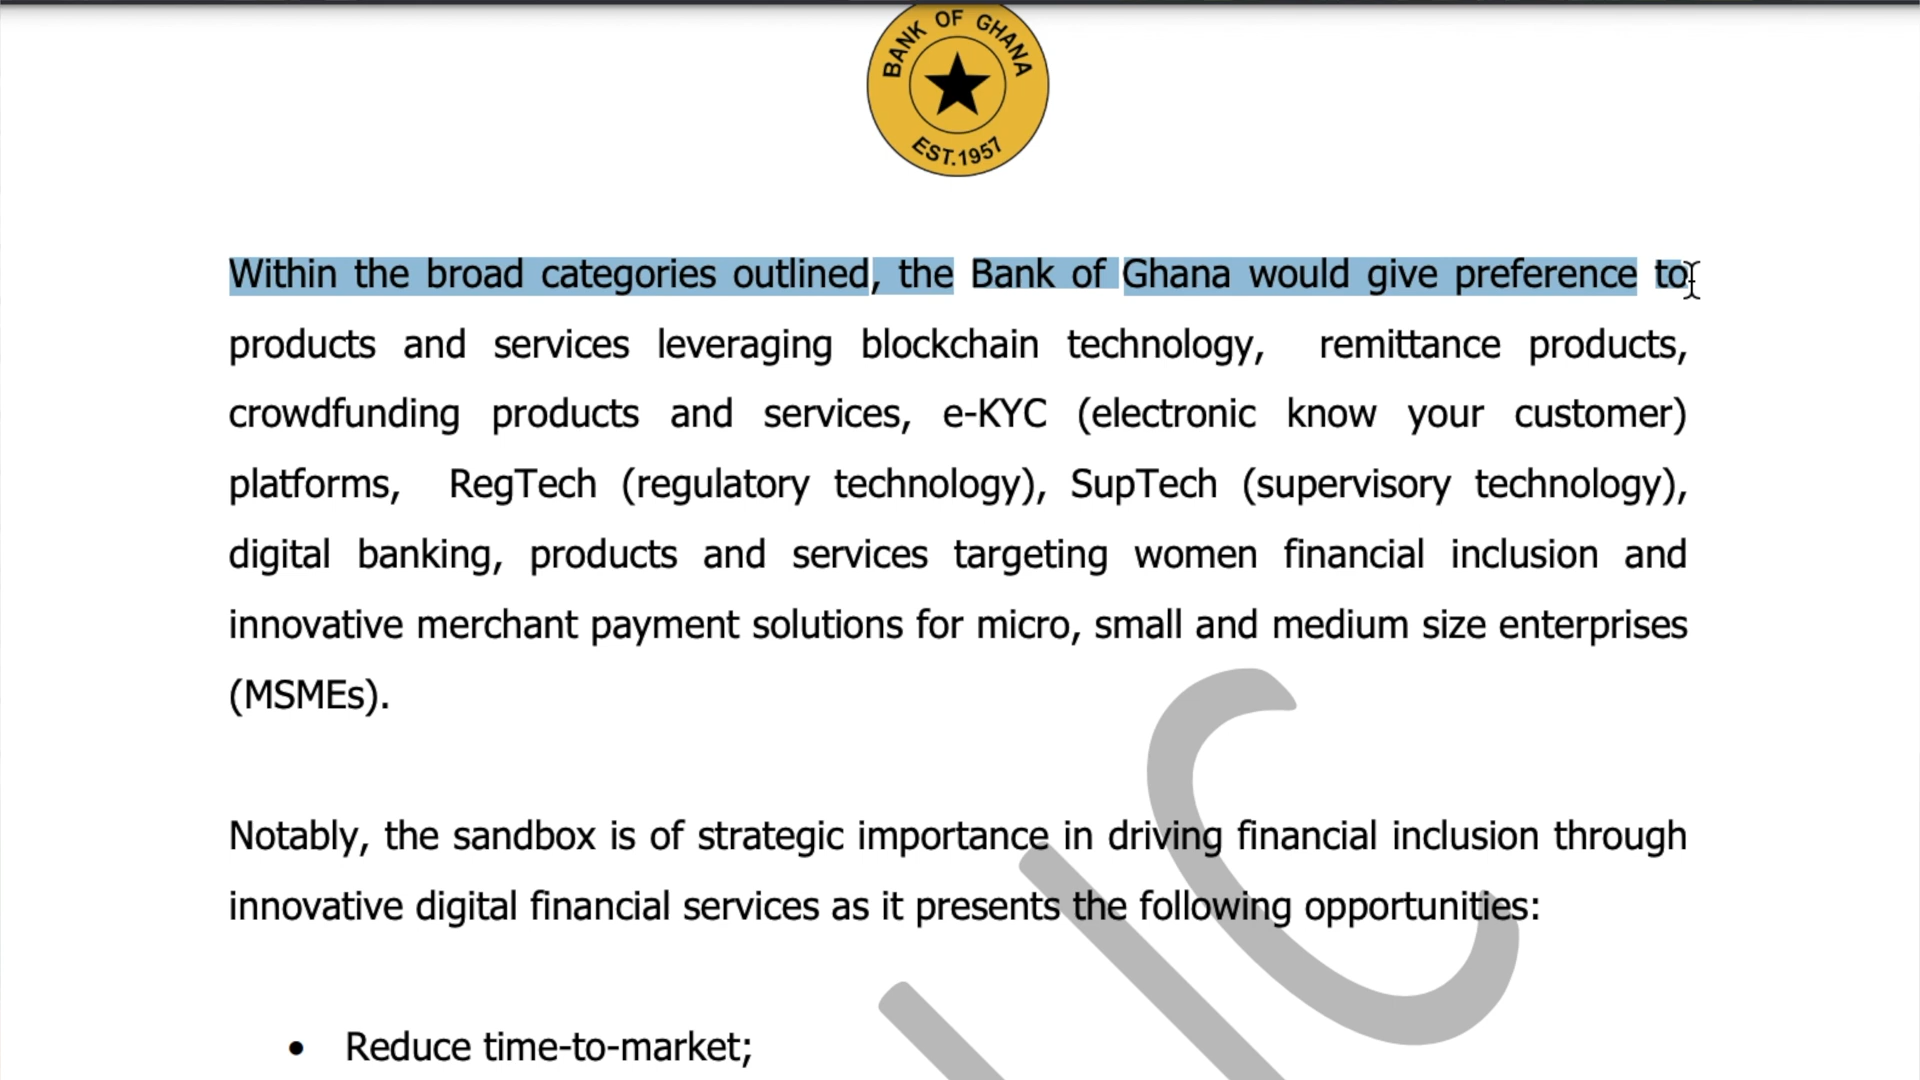 BANK OF GHANA
EST.1957
Within the broad categories outlined, the Bank of Ghana would give preference to
products and services leveraging blockchain technology, remittance products,
crowdfunding products and services, e-KYC (electronic know your customer)
platforms, RegTech (regulatory technology), SupTech (supervisory technology),
digital banking, products and services targeting women financial inclusion and
innovative merchant payment solutions for micro, small and medium size enterprises
(MSMEs).
Notably, the sandbox is of strategic importance in driving financial inclusion through
innovative digital financial services as it presents the following opportunities:
• Reduce time-to-market;